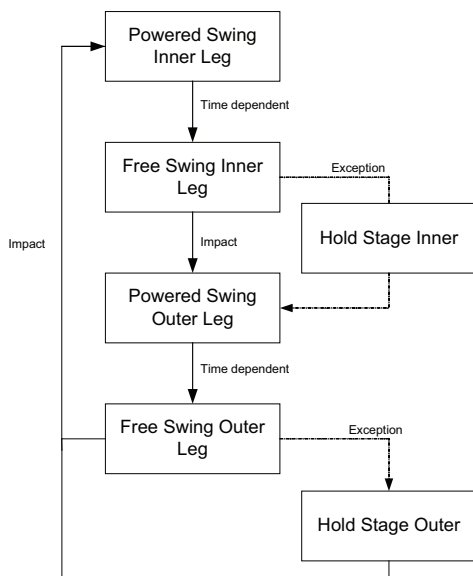 Powered Swing
Inner Leg
Time dependent
Free Swing Inner
Leg
Exception
Hold Stage Inner
Impact
Impact
Powered Swing
Outer Leg
Time dependent
Free Swing Outer
Leg
Exception
Hold Stage Outer